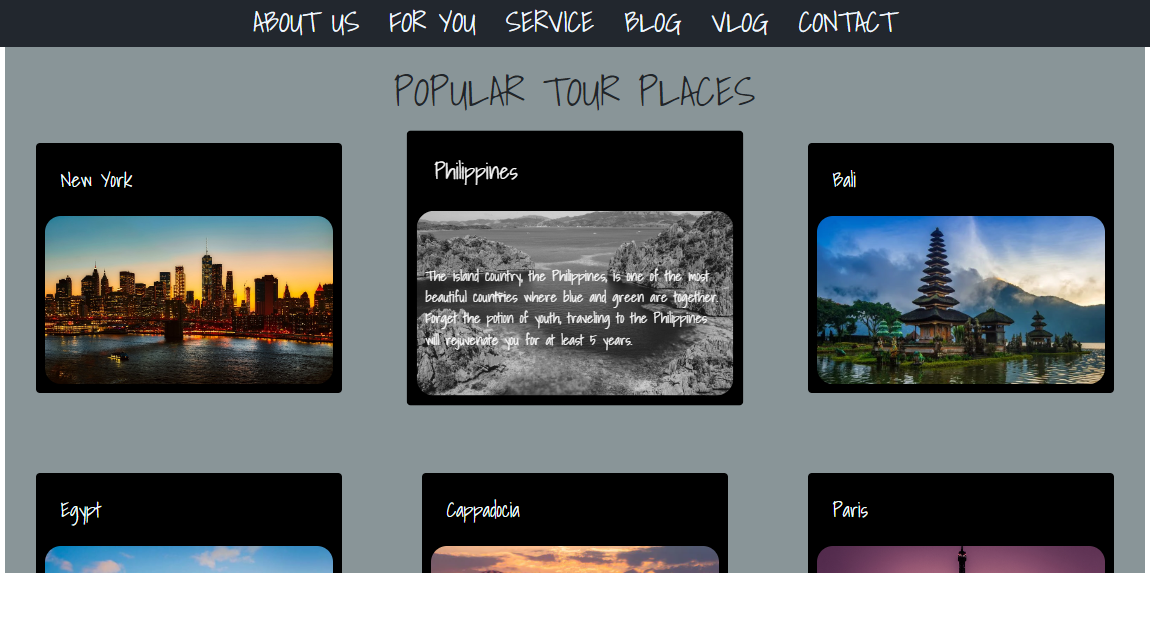 ABOUT US FOR YOU SERVICE BLOG VLOG CONTACT
POPULAR TOUR PLACES
New York
Philippines
Bali
The island country, the Philippines, is one of the most
beautiful countries where blue and green are together.
Forget the potion of youth, traveling to the Philippines
will rejuvenate you for at least 5 years.
Egypt
Cappadocia
Paris